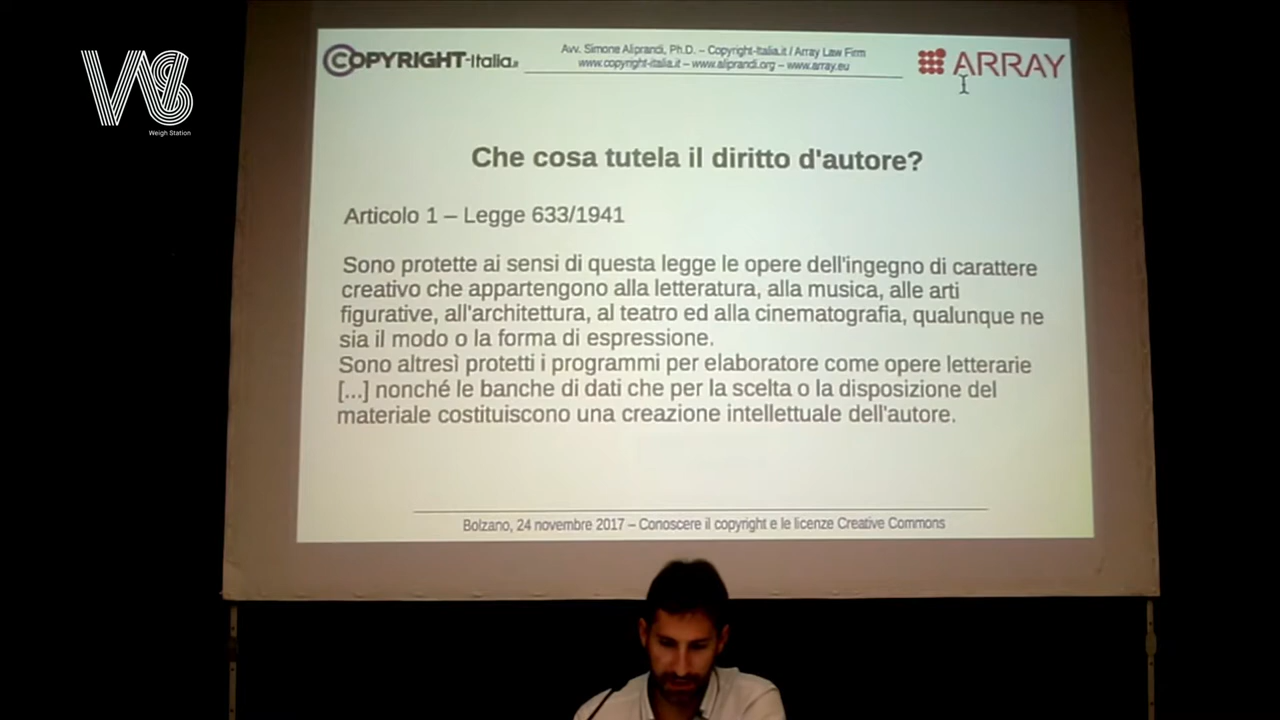 WS
Weigh Station
COPYRIGHT-Italia.it
Avv. Simone Aliprandi, Ph.D. – Copyright-Italia.it / Array Law Firm
www.copyright-italia.it – www.aliprandi.org – www.array.eu
ARRAY
Che cosa tutela il diritto d'autore?
Articolo 1 – Legge 633/1941
Sono protette ai sensi di questa legge le opere dell'ingegno di carattere
creativo che appartengono alla letteratura, alla musica, alle arti
figurative, all'architettura, al teatro ed alla cinematografia, qualunque ne
sia il modo o la forma di espressione.
Sono altresì protetti i programmi per elaboratore come opere letterarie
[...] nonché le banche di dati che per la scelta o la disposizione del
materiale costituiscono una creazione intellettuale dell'autore.
Bolzano, 24 novembre 2017 – Conoscere il copyright e le licenze Creative Commons